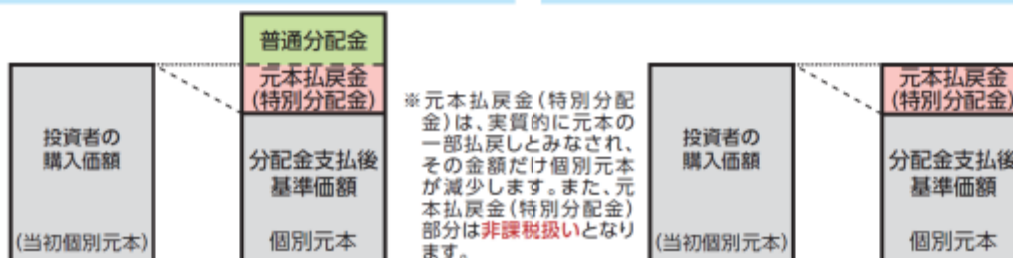 普通分配金
元本払戻金
(特別分配金)
投資者の
購入価額
分配金支払後
基準価額
(当初個別元本)
個別元本
※元本払戻金(特別分配
金)は、実質的に元本の
一部払戻しとみなされ、
その金額だけ個別元本
が減少します。また、元
本払戻金(特別分配金)
部分は非課税扱いとなり
ます。
投資者の
購入価額
(当初個別元本)
元本払戻金
(特別分配金)
分配金支払後
基準価額
個別元本